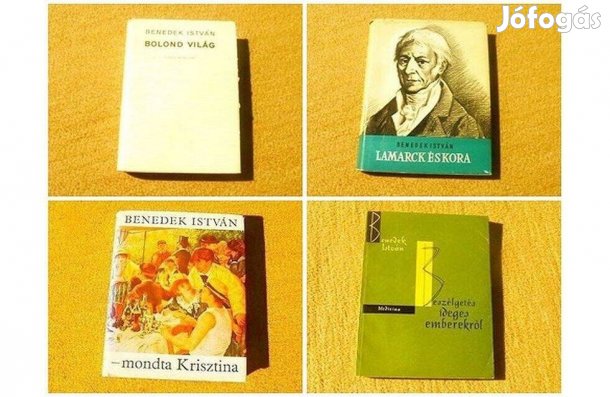 Jófogás
BENEDEK ISTVÁN
BOLOND VILÁG
BENEDEK ISTVÁN
LAMARCK ÉS KORA
BENEDEK ISTVÁN
–mondta Krisztina
Benedek
István
Beszélgetés
ideges
emberekről
Medicina